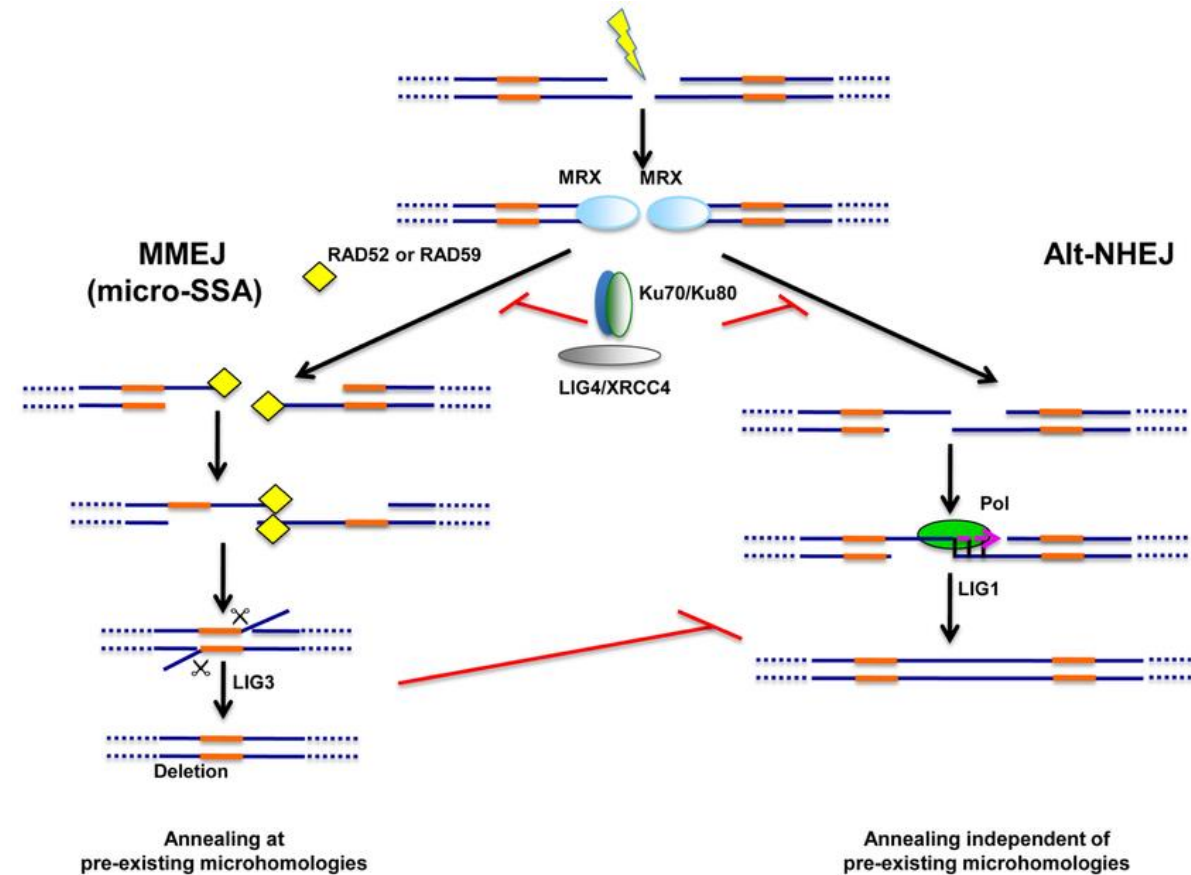 MRX MRX
MMEJ
(micro-SSA)
RAD52 or RAD59
Alt-NHEJ
Ku70/Ku80
LIG4/XRCC4
Pol
LIG1
LIG3
Deletion
Annealing at
pre-existing microhomologies
Annealing independent of
pre-existing microhomologies